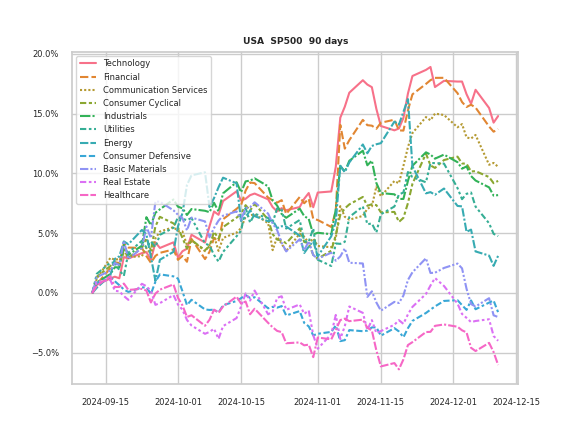 USA  SP500  90 days
20.0%
15.0%
10.0%
5.0%
0.0%
−5.0%
Technology
Financial
Communication Services
Consumer Cyclical
Industrials
Utilities
Energy
Consumer Defensive
Basic Materials
Real Estate
Healthcare
2024-09-15
2024-10-01
2024-10-15
2024-11-01
2024-11-15
2024-12-01
2024-12-15